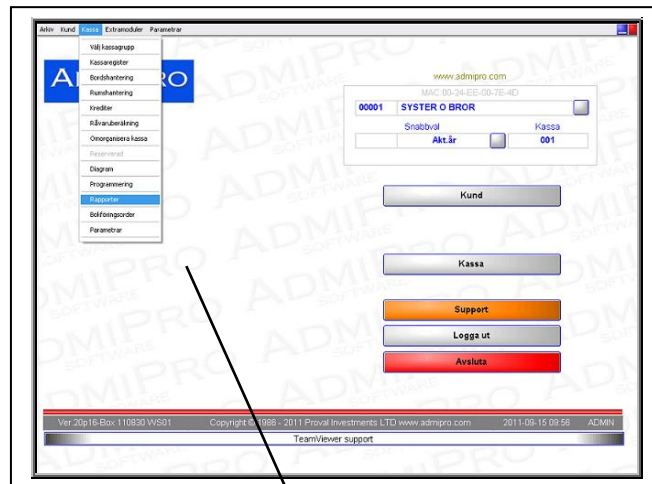 Arkiv Kund Kassa Extramoduler Parametrar
Välj kassagrupp
Kassaregister
Bordshantering
Rumshantering
Krediter
Råvaruberäkning
Omorganisera kassa
Reserverad
Diagram
Programmering
Rapporter
Bokföringsorder
Parametrar
www.admipro.com
MAC:00-24-EE-00-7E-4D
00001 SYSTER O BROR
Snabbval Kassa
Akt.år 001
Kund
Kassa
Support
Logga ut
Avsluta
Ver.20p16-Box 110830 WS01 Copyright © 1986 - 2011 Proval Investments LTD www.admipro.com 2011-09-15 09:56 ADMIN
TeamViewer support
ADMIPRO
SOFTWARE